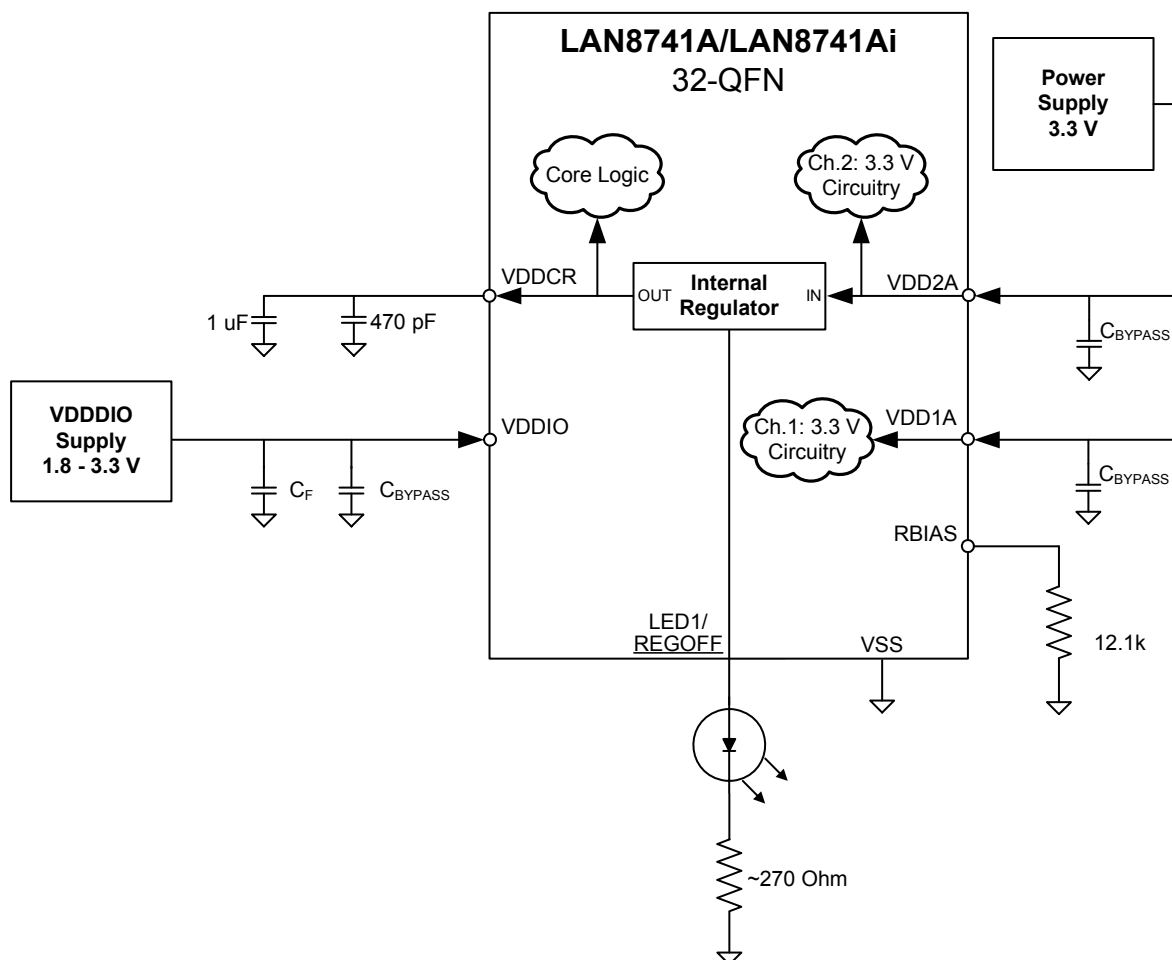 LAN8741A/LAN8741Ai
32-QFN
Power
Supply
3.3 V
Core Logic
Ch.2: 3.3 V
Circuitry
VDDCR
OUT
Internal
Regulator
IN
VDD2A
1 uF
470 pF
CBYPASS
VDDDIO
Supply
1.8 - 3.3 V
VDDIO
Ch.1: 3.3 V
Circuitry
VDD1A
CF
CBYPASS
CBYPASS
RBIAS
LED1/
REGOFF
VSS
12.1k
~270 Ohm